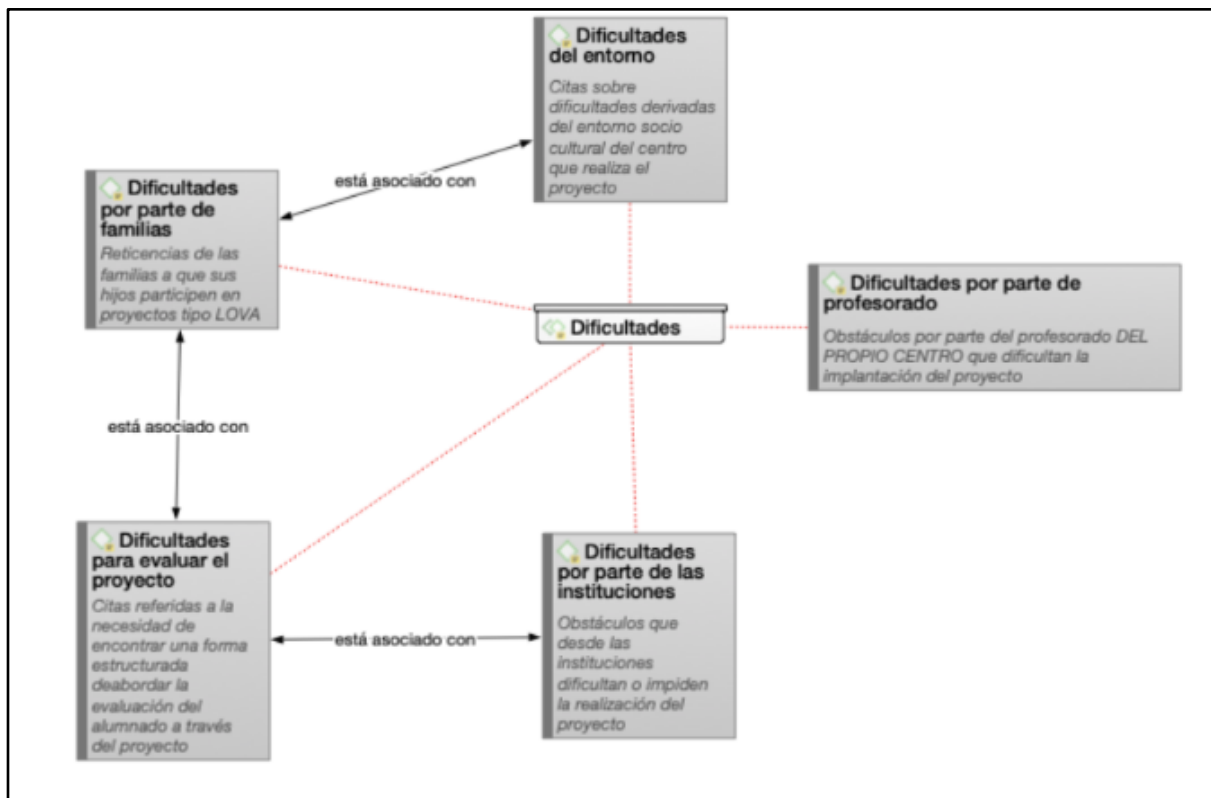 Dificultades
del entorno
Citas sobre
dificultades derivadas
del entorno socio
cultural del centro
que realiza el
proyecto
está asociado con
Dificultades
por parte de
familias
Reticencias de las
familias a que sus
hijos participen en
proyectos tipo LOVA
Dificultades por parte de
profesorado
Obstáculos por parte del profesorado DEL
PROPIO CENTRO que dificultan la
implantación del proyecto
Dificultades
está asociado con
Dificultades
para evaluar el
proyecto
Citas referidas a la
necesidad de
encontrar una forma
estructurada
deabordar la
evaluación del
alumnado a través
del proyecto
está asociado con
Dificultades
por parte de las
instituciones
Obstáculos que
desde las
instituciones
dificultan o impiden
la realización del
proyecto